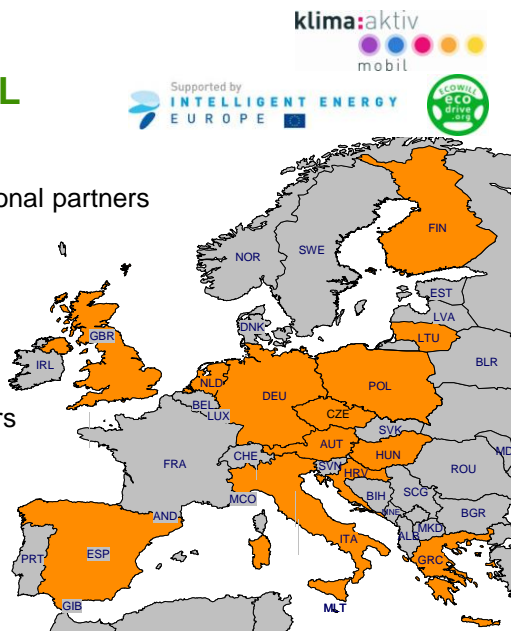 klima:aktiv
mobil
L
Supported by
INTELLIGENT ENERGY
EUROPE
ECOWILL
eco
drive
.org
onal partners
FIN
NOR
SWE
EST
LVA
DNK
LTU
GBR
IRL
BLR
NLD
DEU
POL
BEL
LUX
CZE
SVK
rs
AUT
HUN
CHE
FRA
SVN
HRV
ROU
MD
BIH
SCG
MCO
MNE
BGR
AND
ITA
ALB
MKD
PRT
ESP
GRC
GIB
MLT